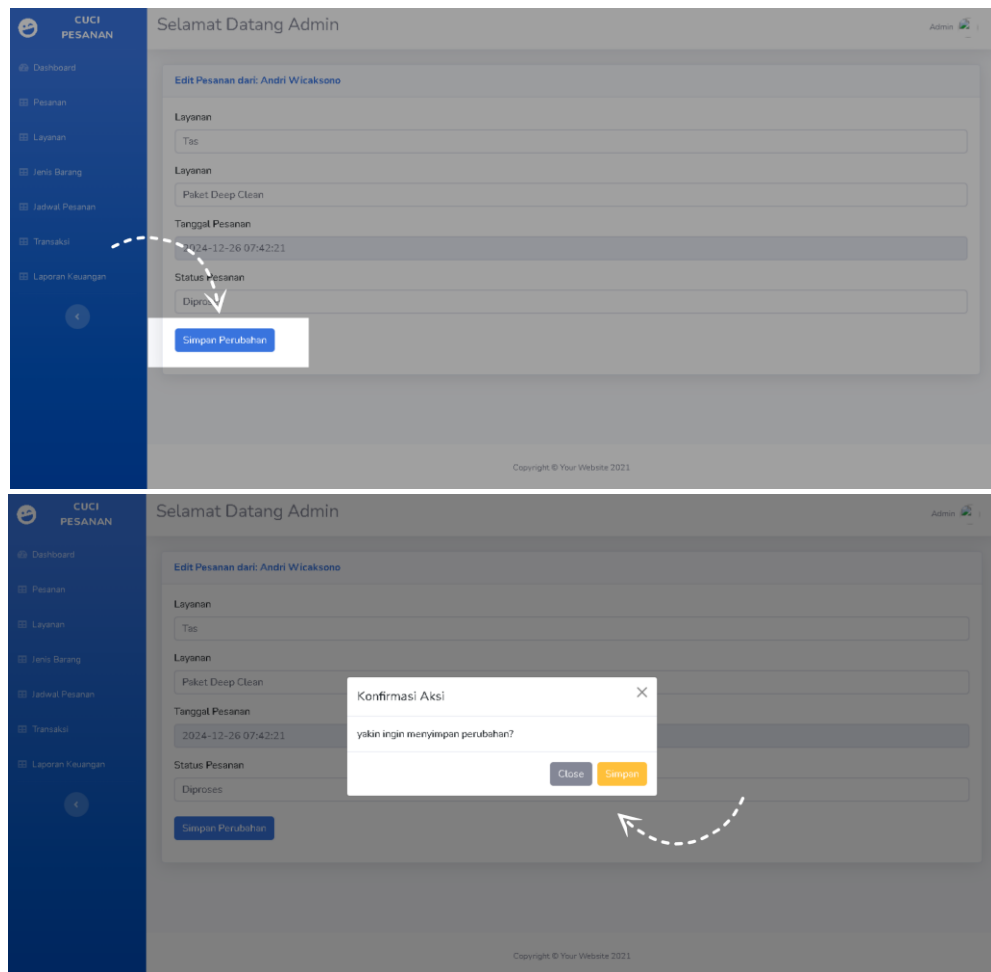 CUCI
PESANAN
Selamat Datang Admin
Admin
Dashboard
Pesanan
Layanan
Jenis Barang
Jadwal Pesanan
Transaksi
Laporan Keuangan
Edit Pesanan dari: Andri Wicaksono
Layanan
Tas
Layanan
Paket Deep Clean
Tanggal Pesanan
2024-12-26 07:42:21
Status Pesanan
Diproses
Simpan Perubahan
Copyright © Your Website 2021
CUCI
PESANAN
Selamat Datang Admin
Admin
Dashboard
Pesanan
Layanan
Jenis Barang
Jadwal Pesanan
Transaksi
Laporan Keuangan
Edit Pesanan dari: Andri Wicaksono
Layanan
Tas
Layanan
Paket Deep Clean
Tanggal Pesanan
2024-12-26 07:42:21
Status Pesanan
Diproses
Simpan Perubahan
Konfirmasi Aksi
yakin ingin menyimpan perubahan?
Close Simpan
Copyright © Your Website 2021